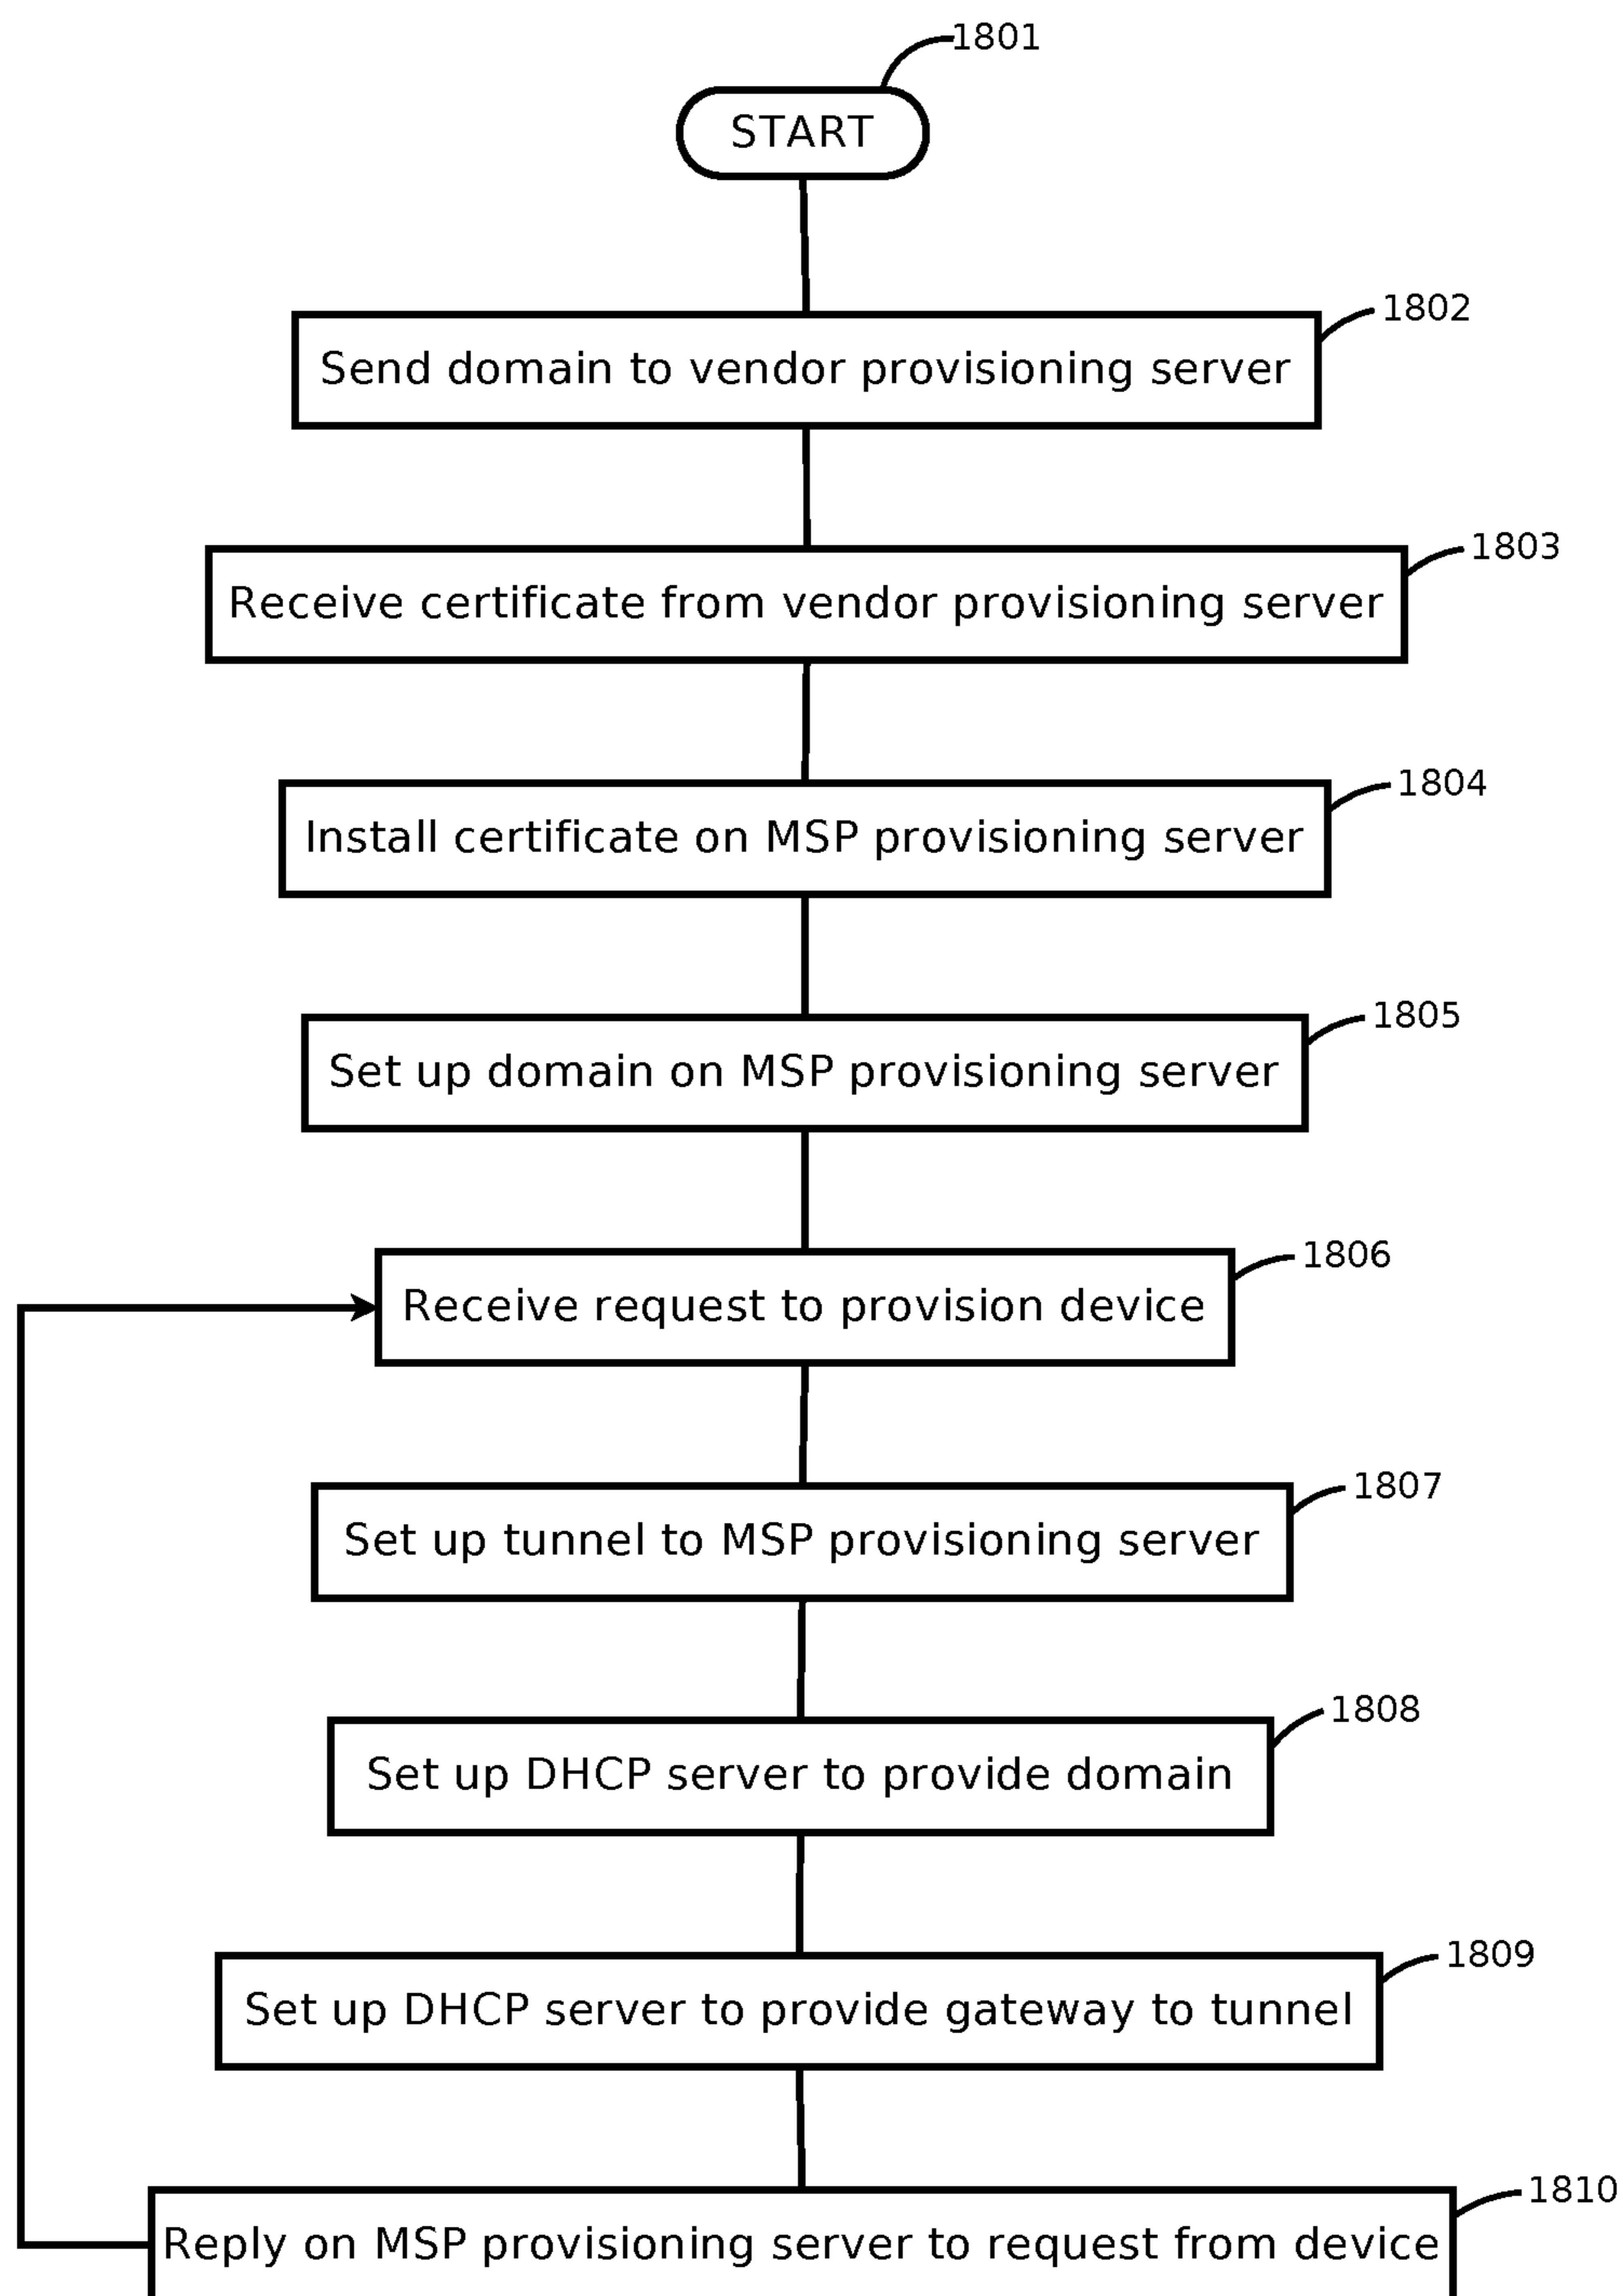 1801
START
1802
Send domain to vendor provisioning server
1803
Receive certificate from vendor provisioning server
1804
Install certificate on MSP provisioning server
1805
Set up domain on MSP provisioning server
1806
Receive request to provision device
1807
Set up tunnel to MSP provisioning server
1808
Set up DHCP server to provide domain
1809
Set up DHCP server to provide gateway to tunnel
1810
Reply on MSP provisioning server to request from device